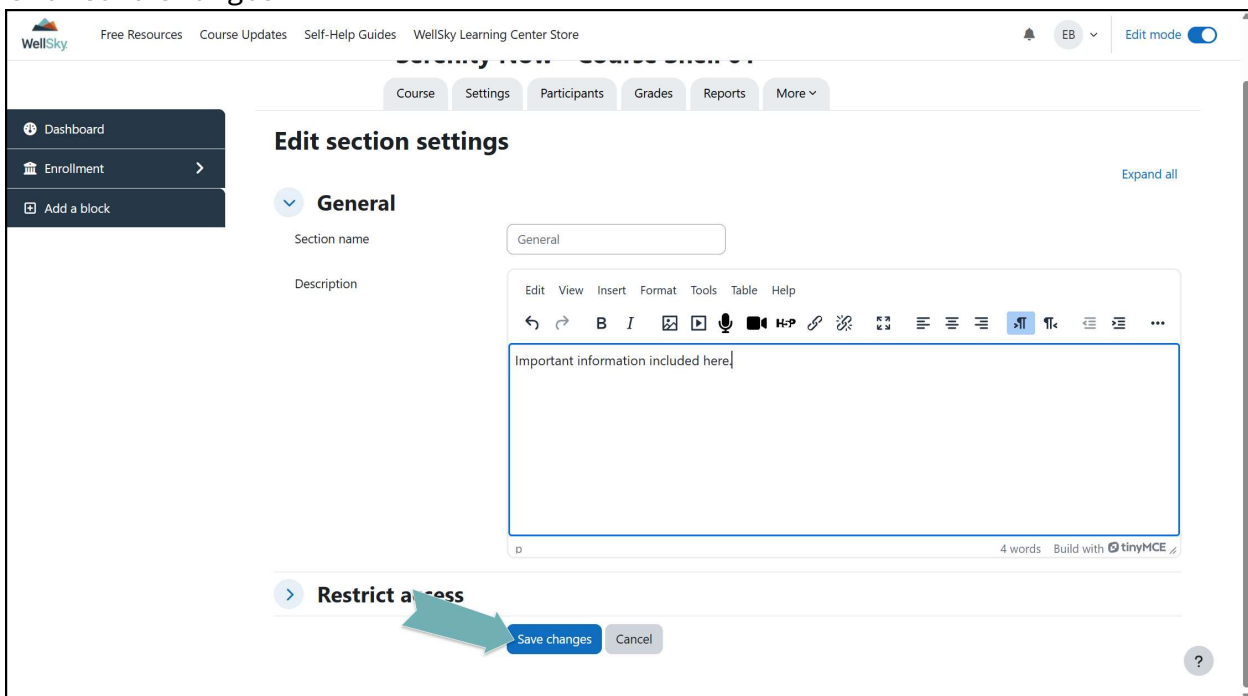 WellSky
Free Resources Course Updates Self-Help Guides WellSky Learning Center Store
EB Edit mode
Course Settings Participants Grades Reports More
Dashboard
Enrollment
Add a block
Edit section settings
Expand all
General
Section name General
Description
Edit View Insert Format Tools Table Help
B I H-P
Important information included here.
p 4 words Build with tinyMCE
Restrict access
Save changes Cancel
?